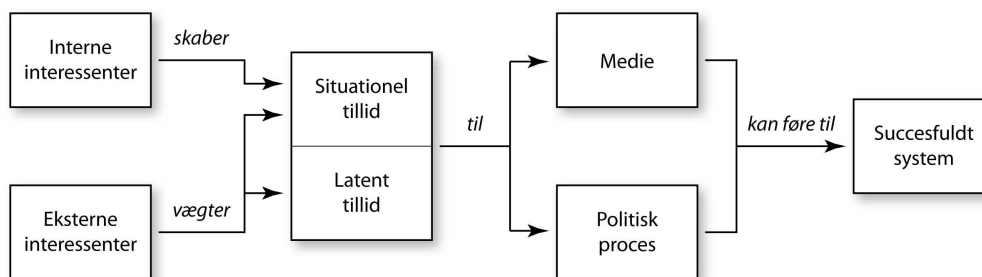 Interne
interessenter
skaber
Situationel
tillid
Latent
tillid
Eksterne
interessenter
vægter
til
Medie
Politisk
proces
kan føre til
Succesfuldt
system